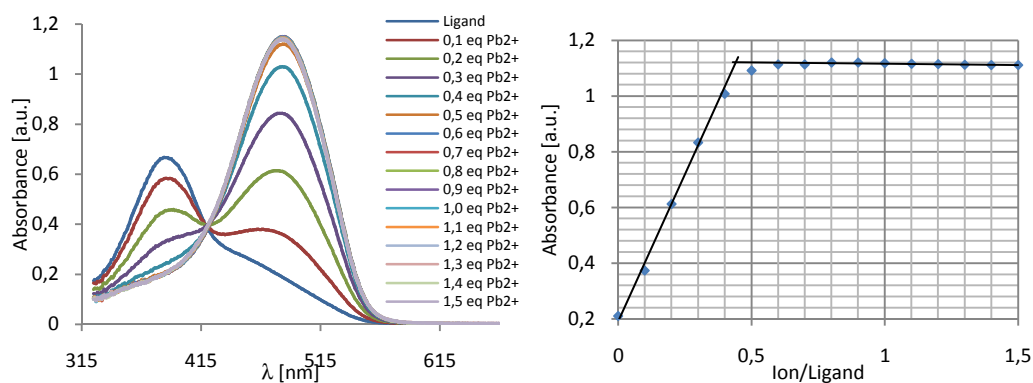 Absorbance [a.u.]
1,2
1
0,8
0,6
0,4
0,2
0
315
415
515
615
λ [nm]
Ligand
0,1 eq Pb2+
0,2 eq Pb2+
0,3 eq Pb2+
0,4 eq Pb2+
0,5 eq Pb2+
0,6 eq Pb2+
0,7 eq Pb2+
0,8 eq Pb2+
0,9 eq Pb2+
1,0 eq Pb2+
1,1 eq Pb2+
1,2 eq Pb2+
1,3 eq Pb2+
1,4 eq Pb2+
1,5 eq Pb2+
Absorbance [a.u.]
1,2
1
0,8
0,6
0,4
0,2
0
0,5
1
1,5
Ion/Ligand